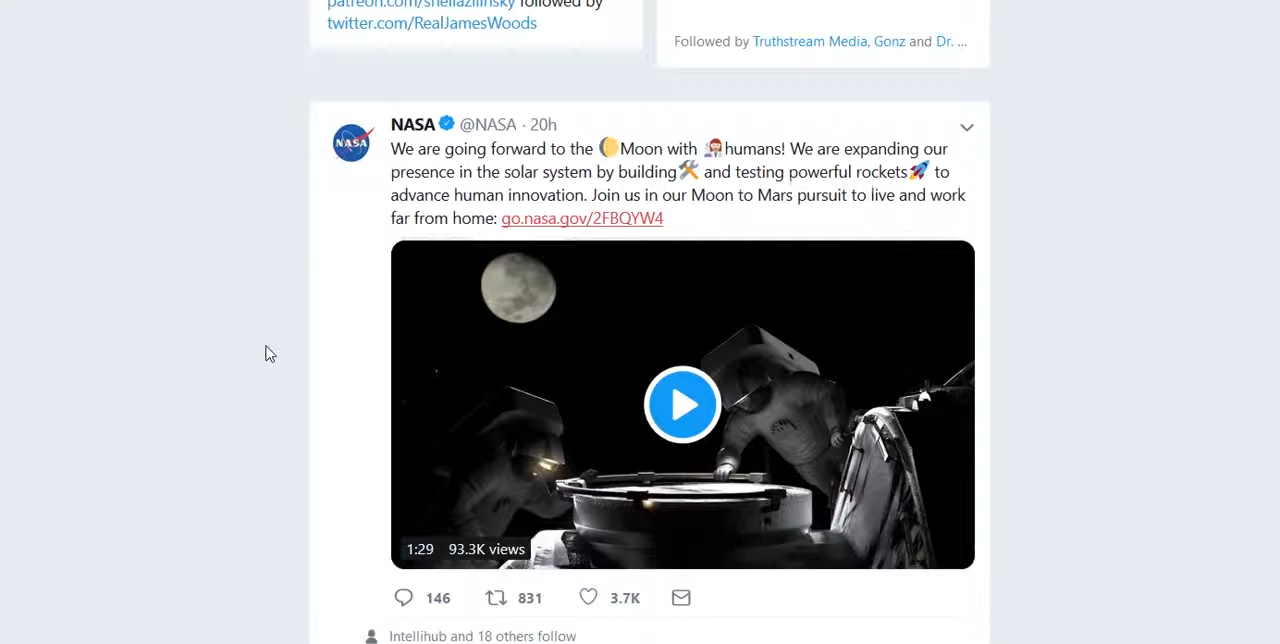 patreon.com/sheilazilinsky followed by
twitter.com/RealJamesWoods
Followed by Truthstream Media, Gonz and Dr. ...
NASA @NASA · 20h
NASA
We are going forward to the 🌔Moon with 👩‍🚀humans! We are expanding our
presence in the solar system by building🛠 and testing powerful rockets🚀 to
advance human innovation. Join us in our Moon to Mars pursuit to live and work
far from home: go.nasa.gov/2FBQYW4
1:29 93.3K views
146 831 3.7K
Intellihub and 18 others follow